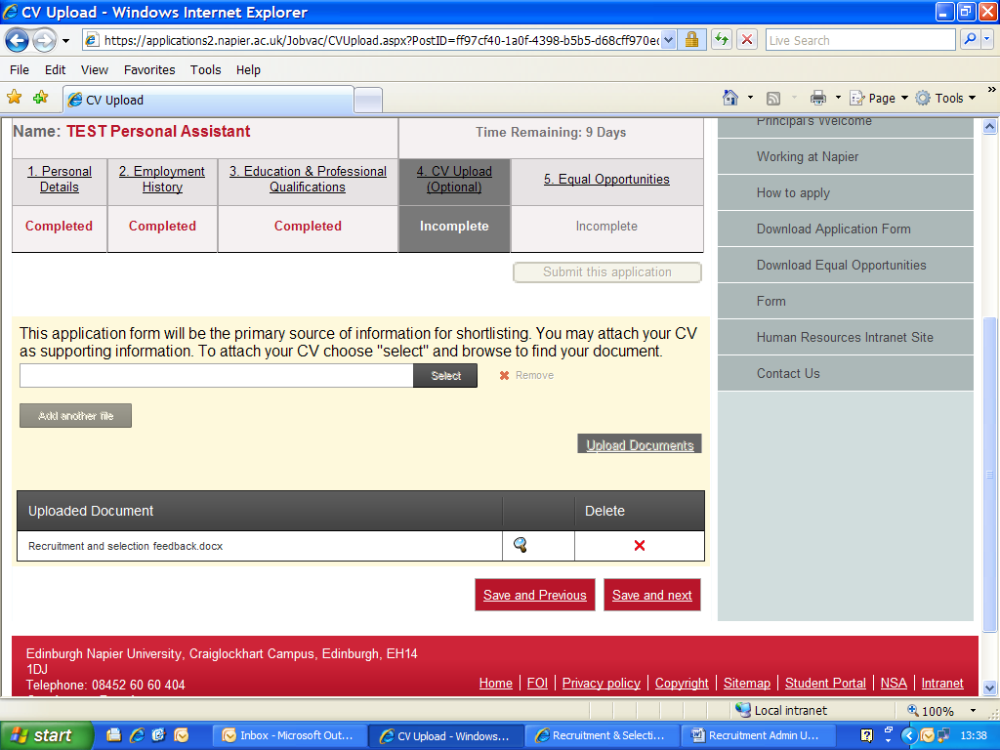 CV Upload - Windows Internet Explorer
https://applications2.napier.ac.uk/Jobvac/CVUpload.aspx?PostID=ff97cf40-1a0f-4398-b5b5-d68cff970e
Live Search
File Edit View Favorites Tools Help
CV Upload
Page Tools
Name: TEST Personal Assistant
Time Remaining: 9 Days
1. Personal Details
2. Employment History
3. Education & Professional Qualifications
4. CV Upload (Optional)
5. Equal Opportunities
Completed
Completed
Completed
Incomplete
Incomplete
Submit this application
This application form will be the primary source of information for shortlisting. You may attach your CV
as supporting information. To attach your CV choose "select" and browse to find your document.
Select
Remove
Add another file
Upload Documents
Uploaded Document
Delete
Recruitment and selection feedback.docx
Save and Previous
Save and next
Principal's Welcome
Working at Napier
How to apply
Download Application Form
Download Equal Opportunities
Form
Human Resources Intranet Site
Contact Us
Edinburgh Napier University, Craiglockhart Campus, Edinburgh, EH14
1DJ
Telephone: 08452 60 60 404
Home | FOI | Privacy policy | Copyright | Sitemap | Student Portal | NSA | Intranet
Local intranet
100%
start
Inbox - Microsoft Out...
CV Upload - Windows...
Recruitment & Selecti...
Recruitment Admin U...
13:38